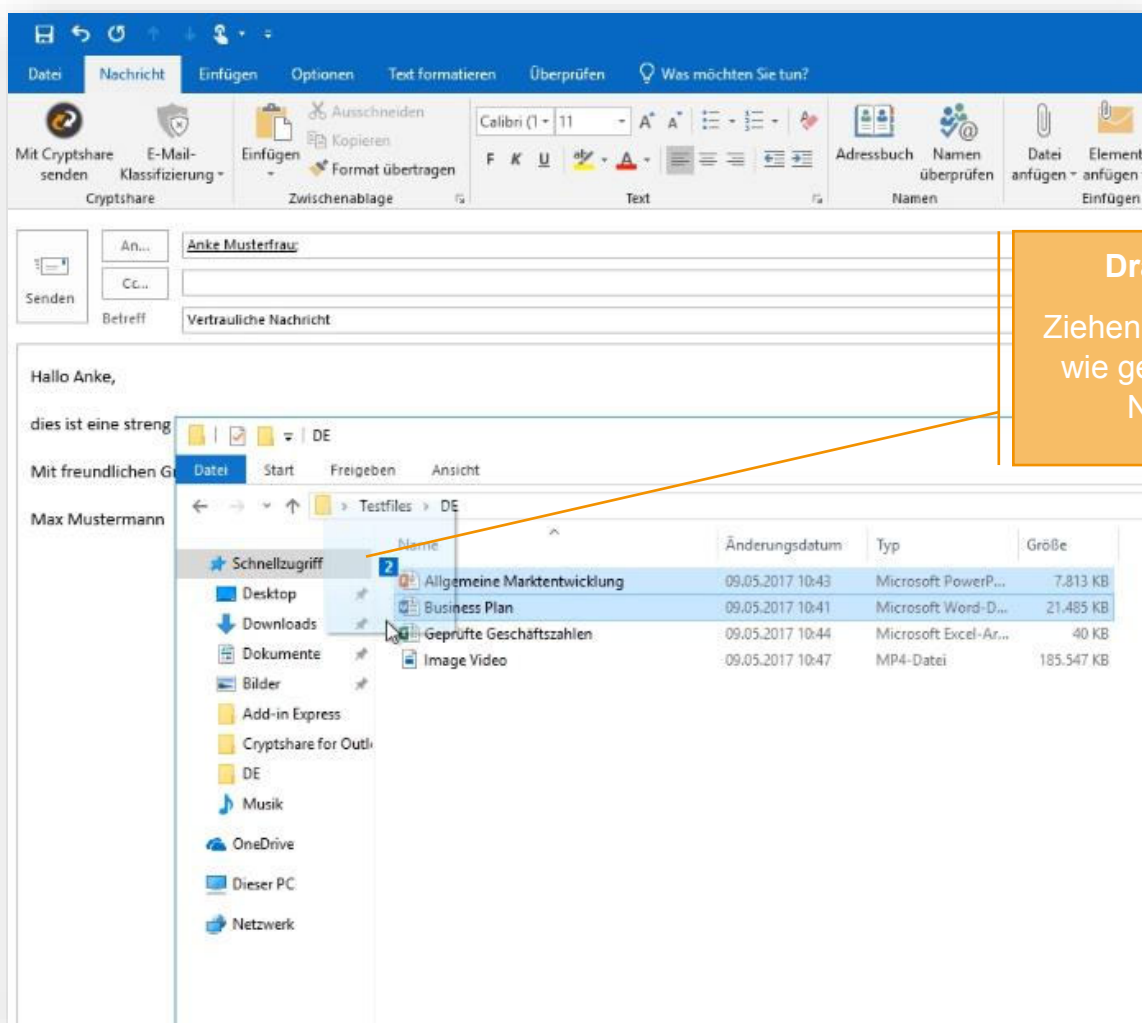 Datei Nachricht Einfügen Optionen Text formatieren Überprüfen Was möchten Sie tun?
Mit Cryptshare senden
E-Mail-Klassifizierung
Cryptshare
Einfügen
Ausschneiden
Kopieren
Format übertragen
Zwischenablage
Calibri (1 11
F K U
Text
Adressbuch
Namen überprüfen
Namen
Datei anfügen
Element anfügen
Einfügen
Senden
An... Anke Musterfrau;
Cc...
Betreff Vertrauliche Nachricht
Dr
Ziehen
wie ge
N
Hallo Anke,
dies ist eine streng
Mit freundlichen G
Max Mustermann
DE
Datei Start Freigeben Ansicht
Testfiles > DE
Name Änderungsdatum Typ Größe
2
Allgemeine Marktentwicklung 09.05.2017 10:43 Microsoft PowerP... 7.813 KB
Business Plan 09.05.2017 10:41 Microsoft Word-D... 21.485 KB
Geprüfte Geschäftszahlen 09.05.2017 10:44 Microsoft Excel-Ar... 40 KB
Image Video 09.05.2017 10:47 MP4-Datei 185.547 KB
Schnellzugriff
Desktop
Downloads
Dokumente
Bilder
Add-in Express
Cryptshare for Outl
DE
Musik
OneDrive
Dieser PC
Netzwerk